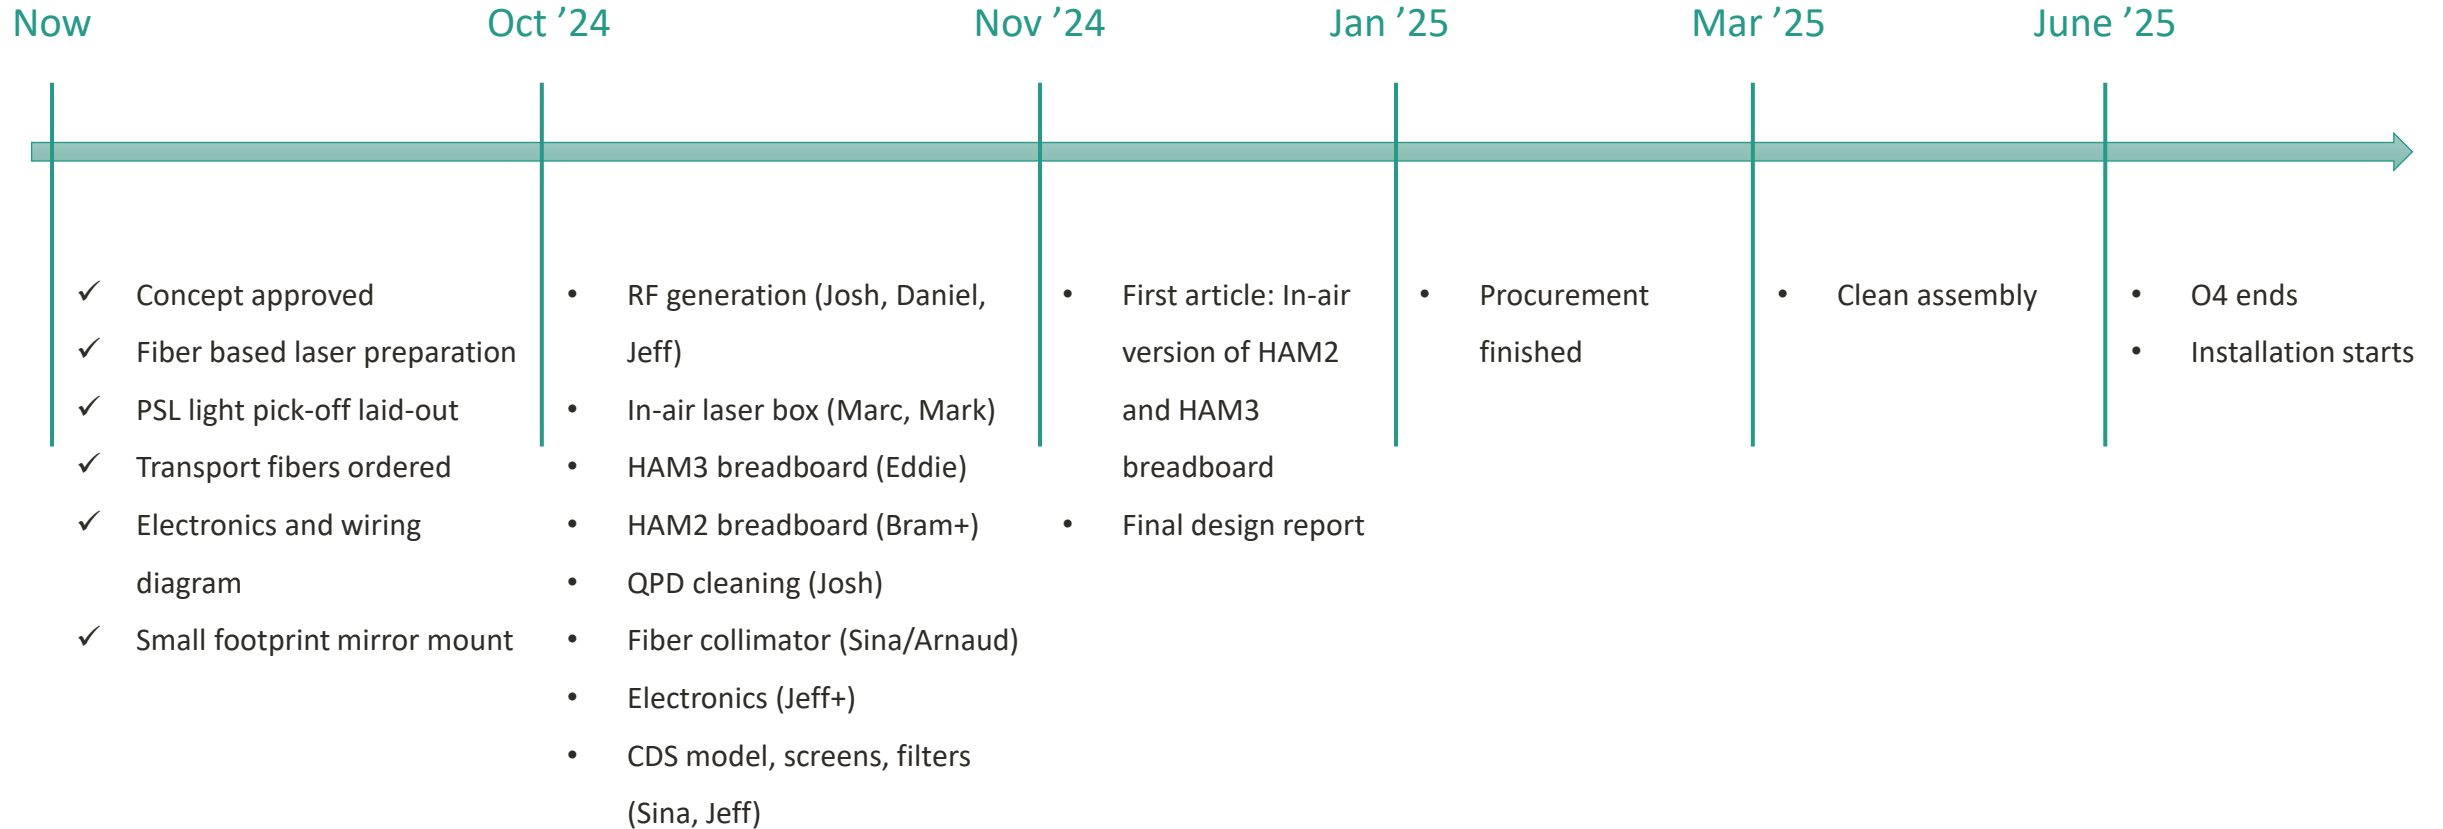 Now
Oct ’24
Nov ’24
Jan ’25
Mar ’25
June ’25
✓ Concept approved
✓ Fiber based laser preparation
✓ PSL light pick-off laid-out
✓ Transport fibers ordered
✓ Electronics and wiring
diagram
✓ Small footprint mirror mount
• RF generation (Josh, Daniel,
Jeff)
• In-air laser box (Marc, Mark)
• HAM3 breadboard (Eddie)
• HAM2 breadboard (Bram+)
• QPD cleaning (Josh)
• Fiber collimator (Sina/Arnaud)
• Electronics (Jeff+)
• CDS model, screens, filters
(Sina, Jeff)
• First article: In-air
version of HAM2
and HAM3
breadboard
• Final design report
• Procurement
finished
• Clean assembly
• O4 ends
• Installation starts